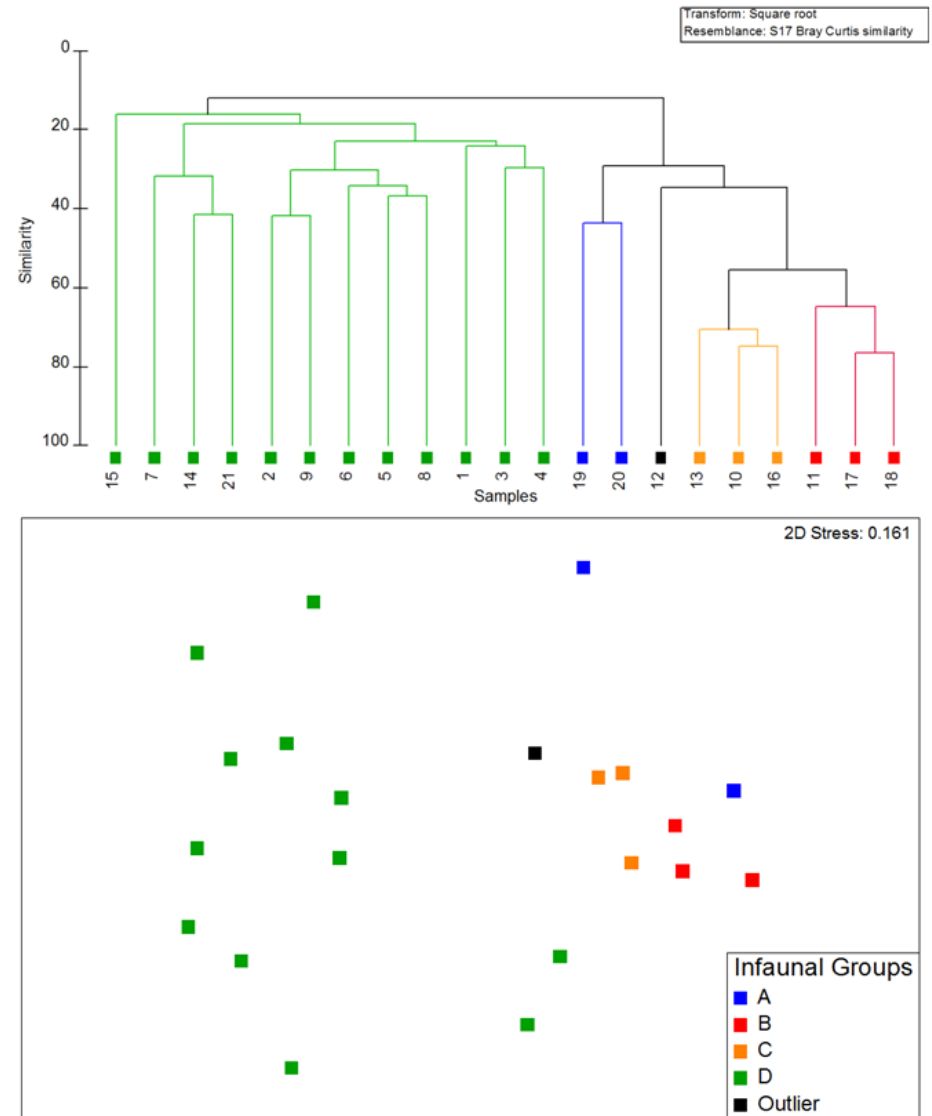 Transform: Square root
Resemblance: S17 Bray Curtis similarity
0
20
40
60
80
100
Similarity
15 7 14 21 2 9 6 5 8 1 3 4 19 20 12 13 10 16 11 17 18
Samples
2D Stress: 0.161
Infaunal Groups
A
B
C
D
Outlier